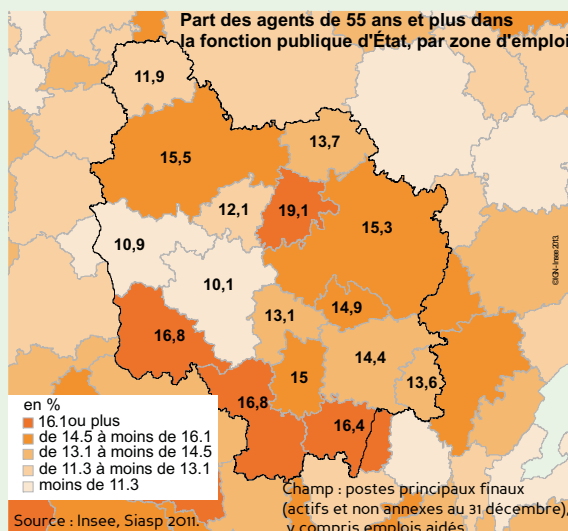 Part des agents de 55 ans et plus dans
la fonction publique d'État, par zone d'emploi
11,9
13,7
15,5
12,1
19,1
15,3
10,9
10,1
14,9
13,1
16,8
14,4
15
13,6
16,8
16,4
©IGN - Insee 2013
en %
16.1ou plus
de 14.5 à moins de 16.1
de 13.1 à moins de 14.5
de 11.3 à moins de 13.1
moins de 11.3
Source : Insee, Siasp 2011.
Champ : postes principaux finaux
(actifs et non annexes au 31 décembre),
y compris emplois aidés